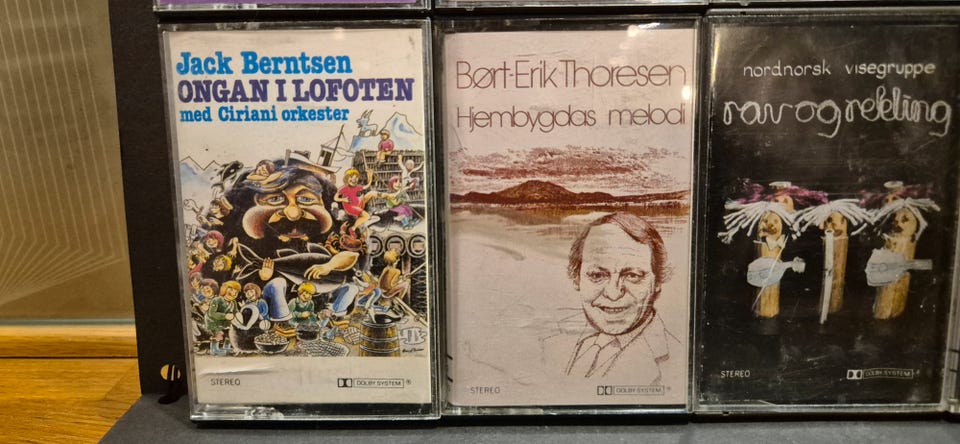 Jack Berntsen
ONGAN I LOFOTEN
med Ciriani orkester
STEREO
DOLBY SYSTEM ®
Børt-Erik Thoresen
Hjembygdas melodi
STEREO
DOLBY SYSTEM ®
nordnorsk visegruppe
rav og rekling
STEREO
DOLBY SYSTEM ®